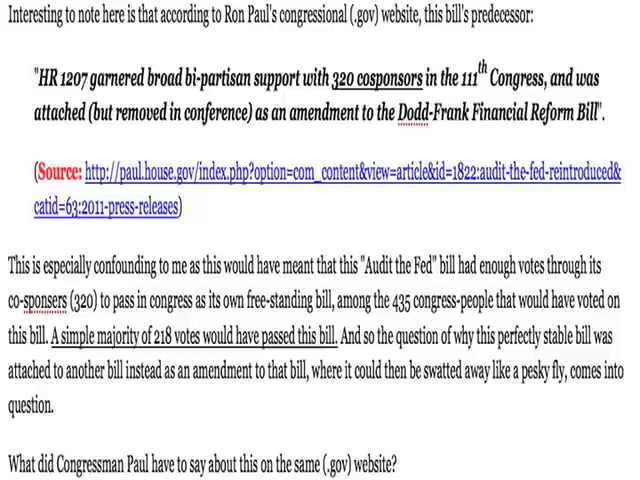 Interesting to note here is that according to Ron Paul's congressional (.gov) website, this bill's predecessor:
"HR 1207 garnered broad bi-partisan support with 320 cosponsors in the 111th Congress, and was
attached (but removed in conference) as an amendment to the Dodd-Frank Financial Reform Bill".
(Source: http://paul.house.gov/index.php?option=com_content&view=article&id=1822:audit-the-fed-reintroduced&
catid=63:2011-press-releases)
This is especially confounding to me as this would have meant that this "Audit the Fed" bill had enough votes through its
co-sponsers (320) to pass in congress as its own free-standing bill, among the 435 congress-people that would have voted on
this bill. A simple majority of 218 votes would have passed this bill. And so the question of why this perfectly stable bill was
attached to another bill instead as an amendment to that bill, where it could then be swatted away like a pesky fly, comes into
question.
What did Congressman Paul have to say about this on the same (.gov) website?